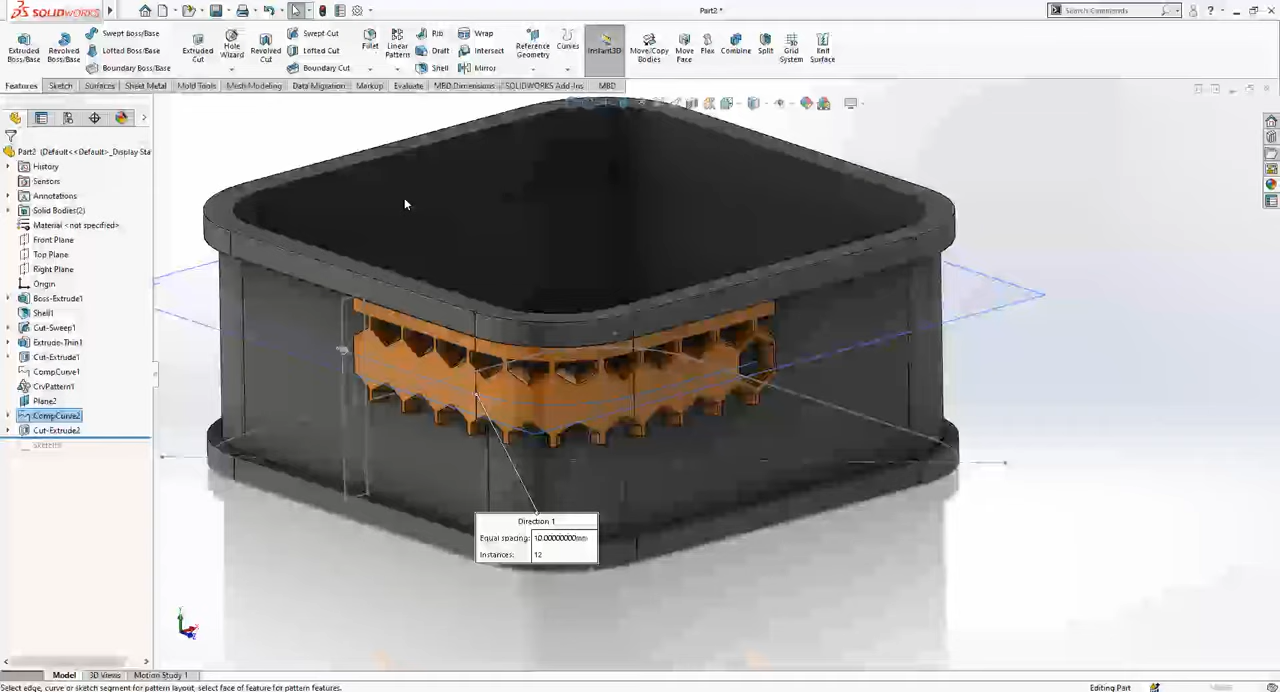 SOLIDWORKS
Part2 *
Search Commands
Extruded Boss/Base
Revolved Boss/Base
Swept Boss/Base
Lofted Boss/Base
Boundary Boss/Base
Extruded Cut
Hole Wizard
Revolved Cut
Swept Cut
Lofted Cut
Boundary Cut
Fillet
Linear Pattern
Rib
Draft
Shell
Wrap
Intersect
Mirror
Reference Geometry
Curves
Instant3D
Move/Copy Bodies
Move Face
Flex
Combine
Split
Grid System
Knit Surface
Features Sketch Surfaces Sheet Metal Mold Tools Mesh Modeling Data Migration Markup Evaluate MBD Dimensions SOLIDWORKS Add-Ins MBD
Part2 (Default<<Default>_Display Sta
History
Sensors
Annotations
Solid Bodies(2)
Material <not specified>
Front Plane
Top Plane
Right Plane
Origin
Boss-Extrude1
Shell1
Cut-Sweep1
Extrude-Thin1
Cut-Extrude1
CompCurve1
CrvPattern1
Plane2
CompCurve2
Cut-Extrude2
Direction 1
Equal spacing: 10.00000000mm
Instances: 12
Model 3D Views Motion Study 1
Select edge, curve or sketch segment for pattern layout, select face of feature for pattern features.
Editing Part